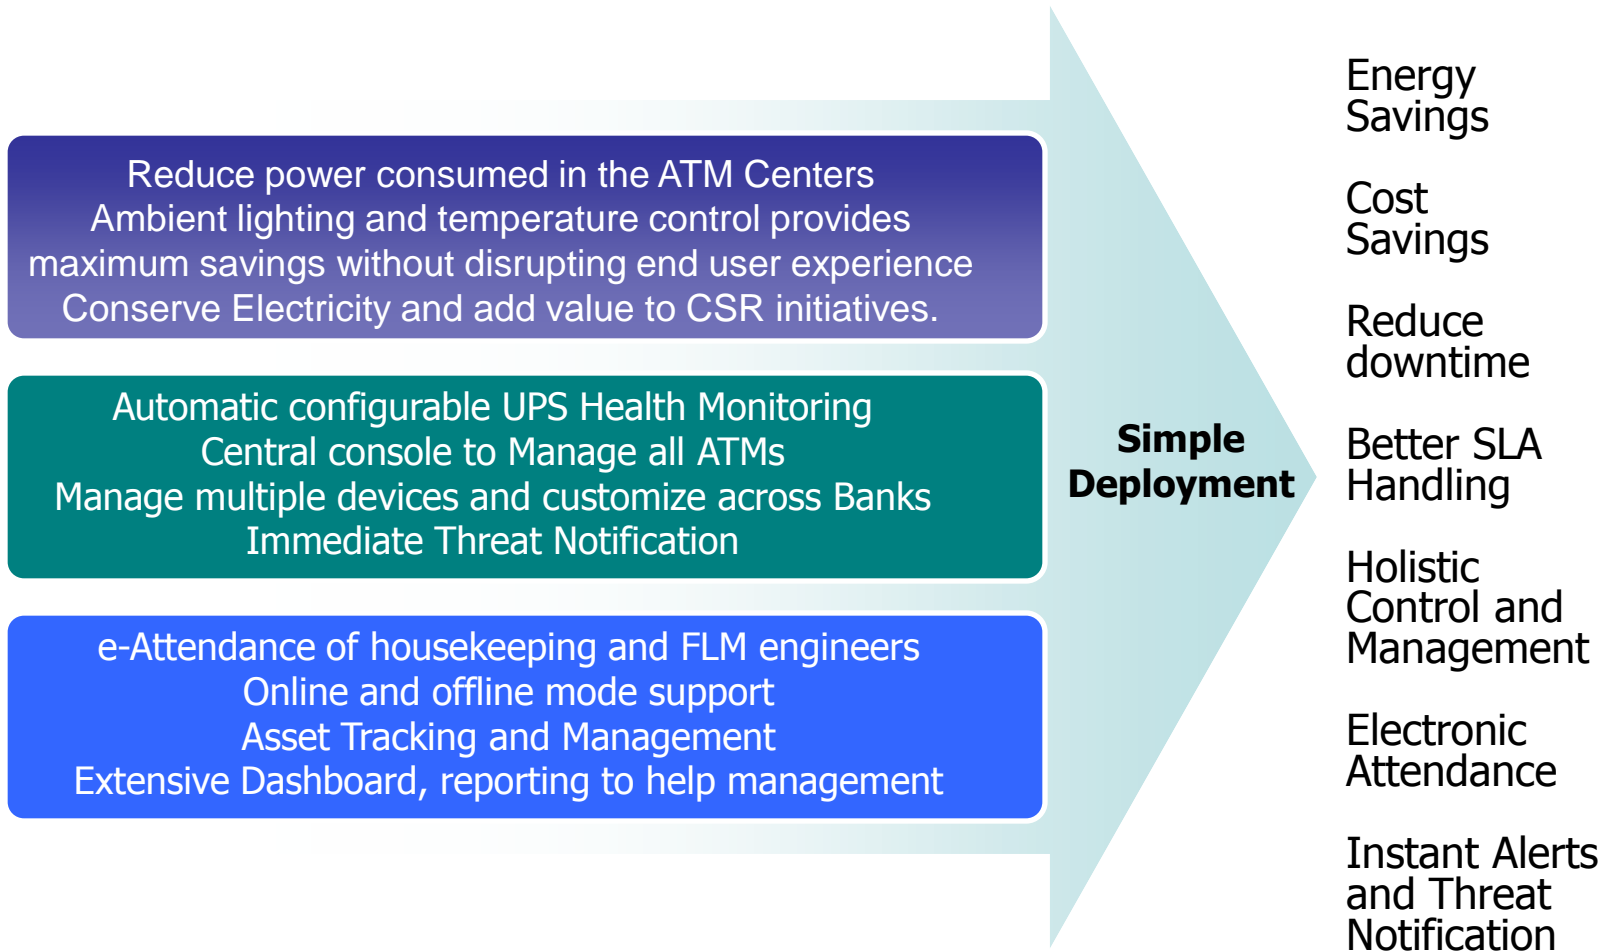 Reduce power consumed in the ATM Centers
Ambient lighting and temperature control provides
maximum savings without disrupting end user experience
Conserve Electricity and add value to CSR initiatives.
Automatic configurable UPS Health Monitoring
Central console to Manage all ATMs
Manage multiple devices and customize across Banks
Immediate Threat Notification
e-Attendance of housekeeping and FLM engineers
Online and offline mode support
Asset Tracking and Management
Extensive Dashboard, reporting to help management
Simple
Deployment
Energy
Savings
Cost
Savings
Reduce
downtime
Better SLA
Handling
Holistic
Control and
Management
Electronic
Attendance
Instant Alerts
and Threat
Notification